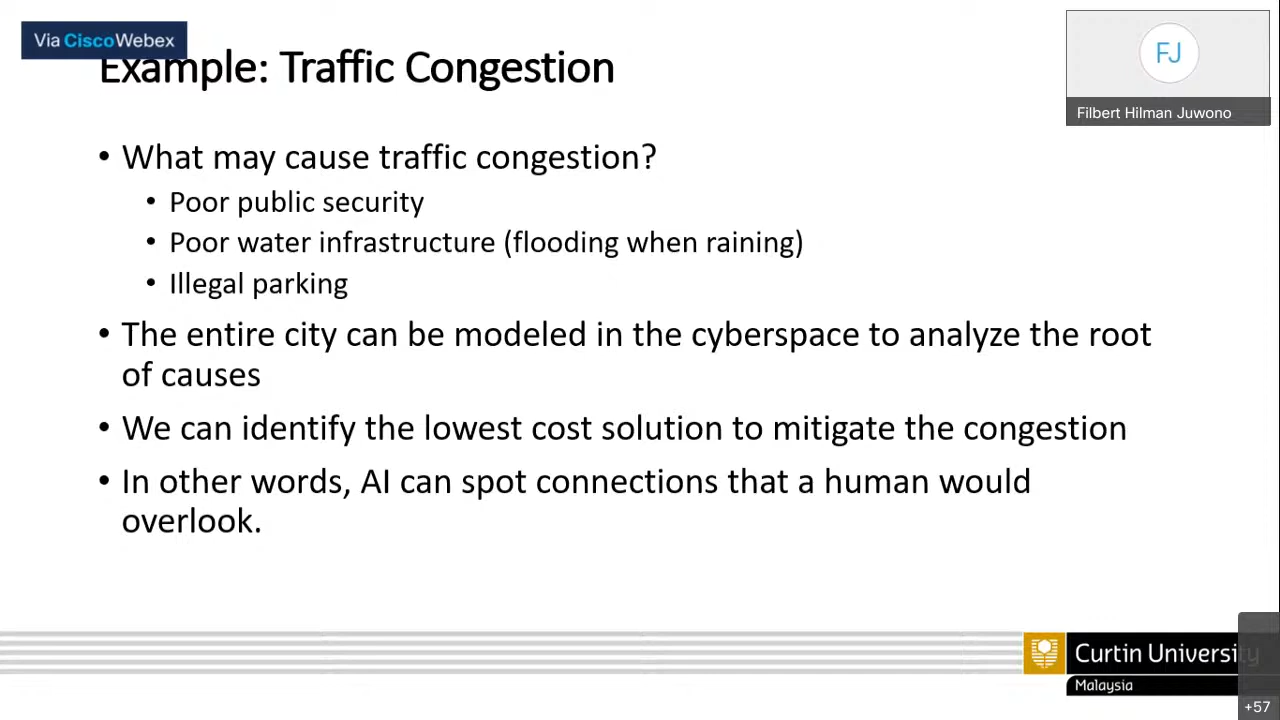 Via CiscoWebex
Example: Traffic Congestion
FJ
Filbert Hilman Juwono
• What may cause traffic congestion?
• Poor public security
• Poor water infrastructure (flooding when raining)
• Illegal parking
• The entire city can be modeled in the cyberspace to analyze the root
of causes
• We can identify the lowest cost solution to mitigate the congestion
• In other words, AI can spot connections that a human would
overlook.
Curtin University
Malaysia
+57